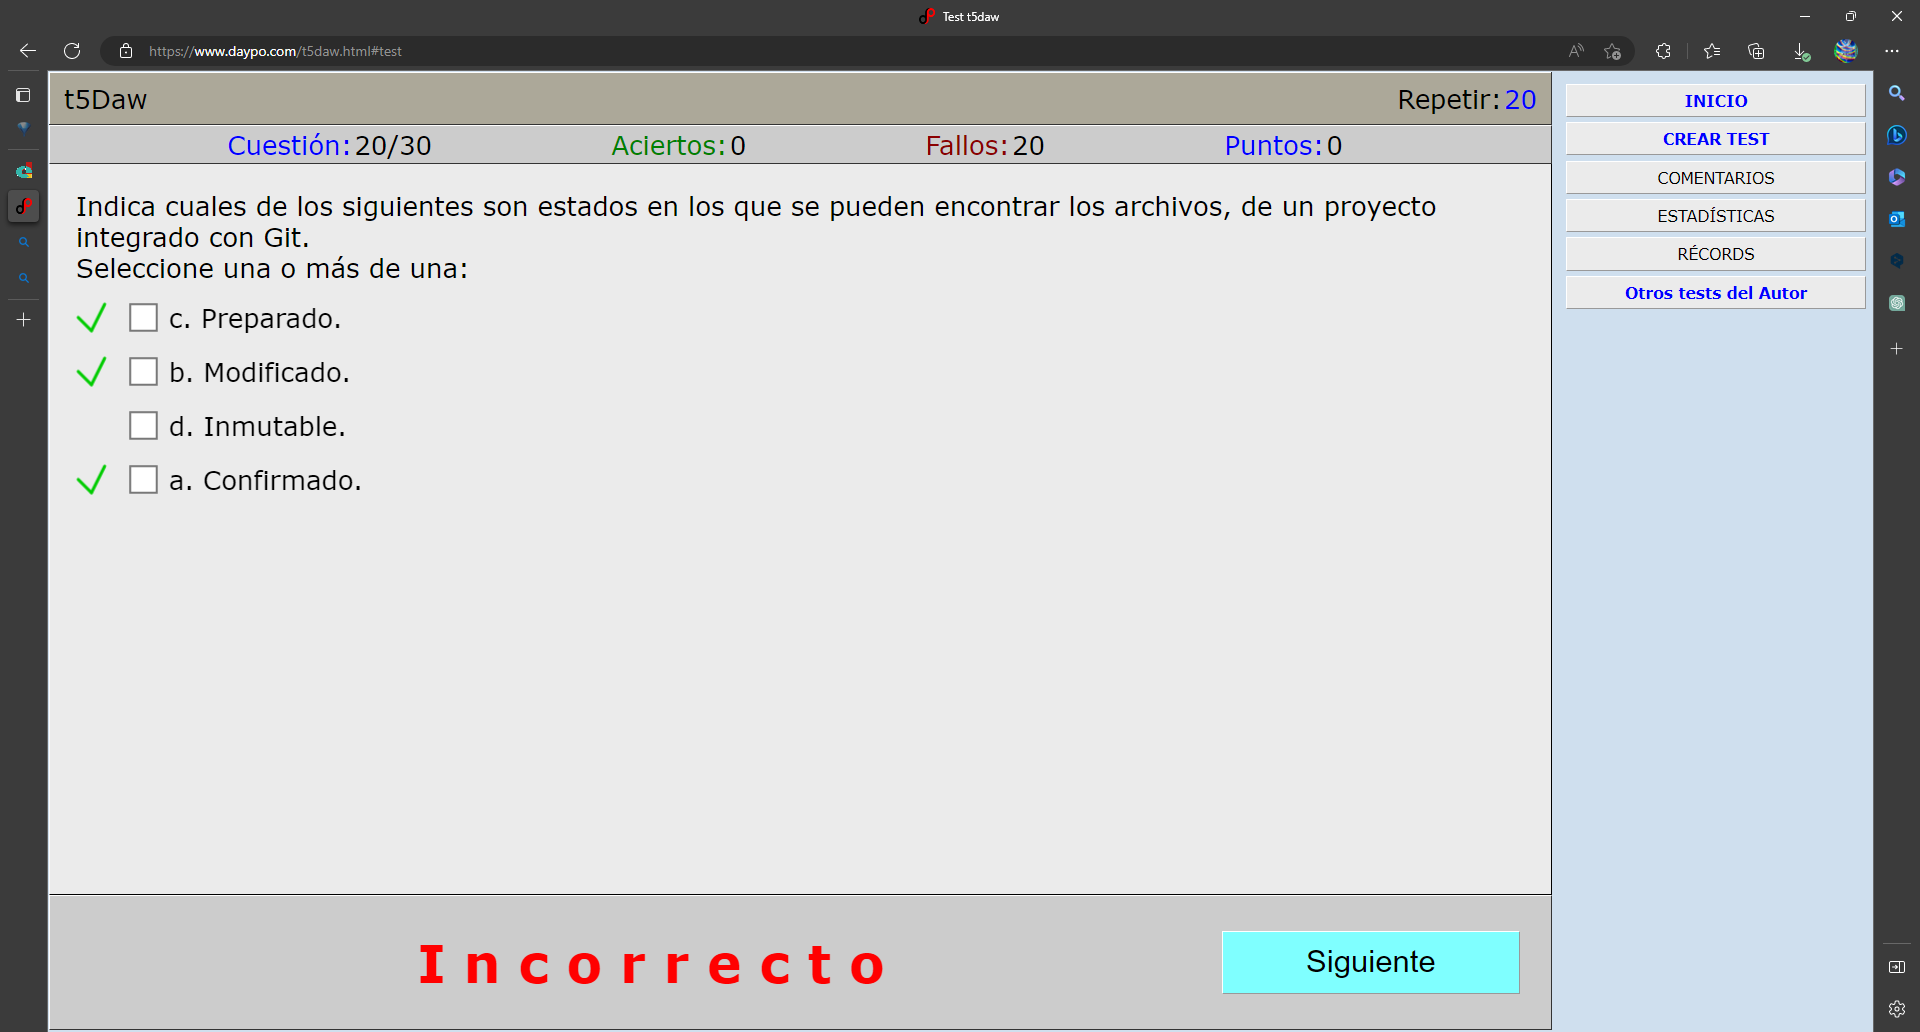 Test t5daw
https://www.daypo.com/t5daw.html#test
t5Daw
Repetir:20
Cuestión:20/30 Aciertos:0 Fallos:20 Puntos:0
Indica cuales de los siguientes son estados en los que se pueden encontrar los archivos, de un proyecto
integrado con Git.
Seleccione una o más de una:
c. Preparado.
b. Modificado.
d. Inmutable.
a. Confirmado.
Incorrecto
Siguiente
INICIO
CREAR TEST
COMENTARIOS
ESTADÍSTICAS
RÉCORDS
Otros tests del Autor